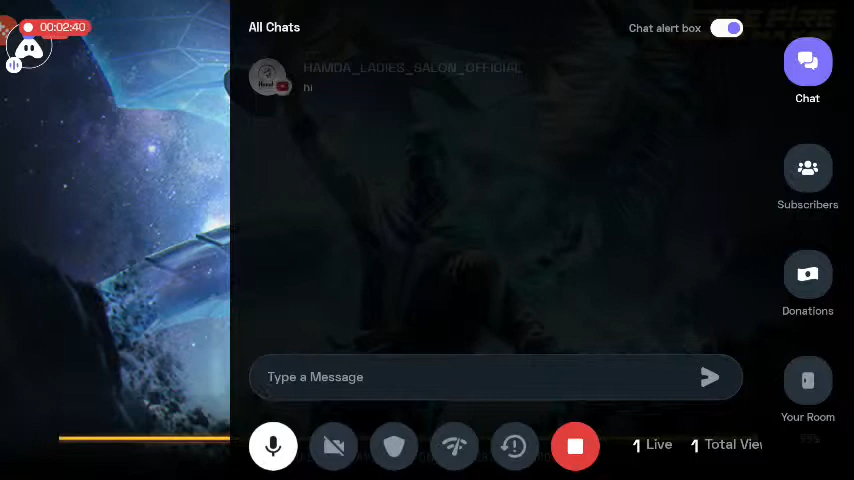 00:02:40
All Chats
Chat alert box
HAMDA_LADIES_SALON_OFFICIAL
hi
Chat
Subscribers
Donations
Type a Message
Your Room
1 Live
1 Total Vie